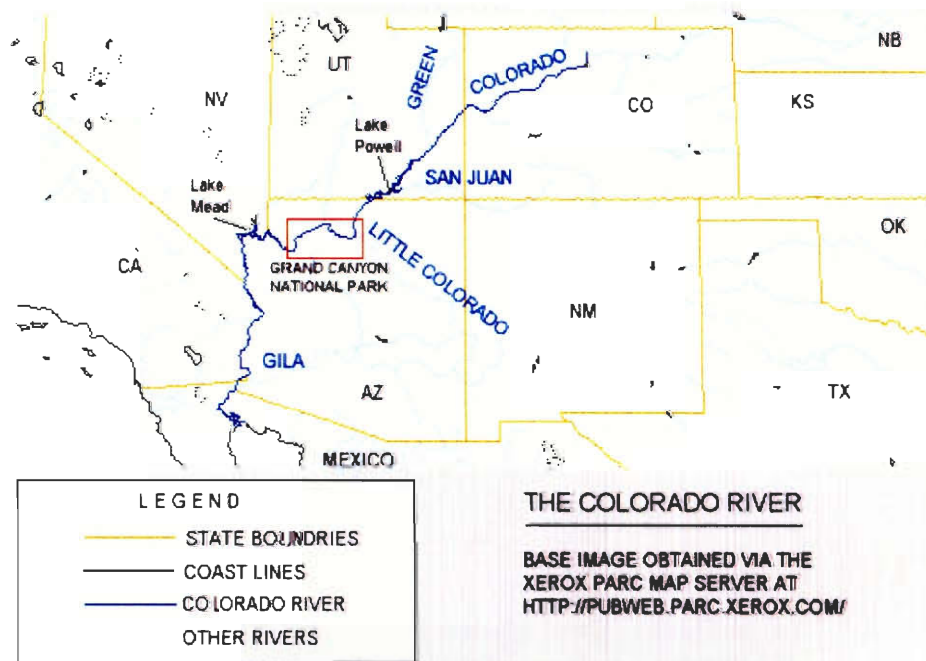 NB
UT
GREEN
COLORADO
NV
CO
KS
Lake
Powell
SAN JUAN
Lake
Mead
OK
LITTLE COLORADO
CA
GRAND CANYON
NATIONAL PARK
NM
GILA
AZ
TX
MEXICO
LEGEND
STATE BOUNDRIES
COAST LINES
COLORADO RIVER
OTHER RIVERS
THE COLORADO RIVER
BASE IMAGE OBTAINED VIA THE
XEROX PARC MAP SERVER AT
HTTP://PUBWEB.PARC.XEROX.COM/